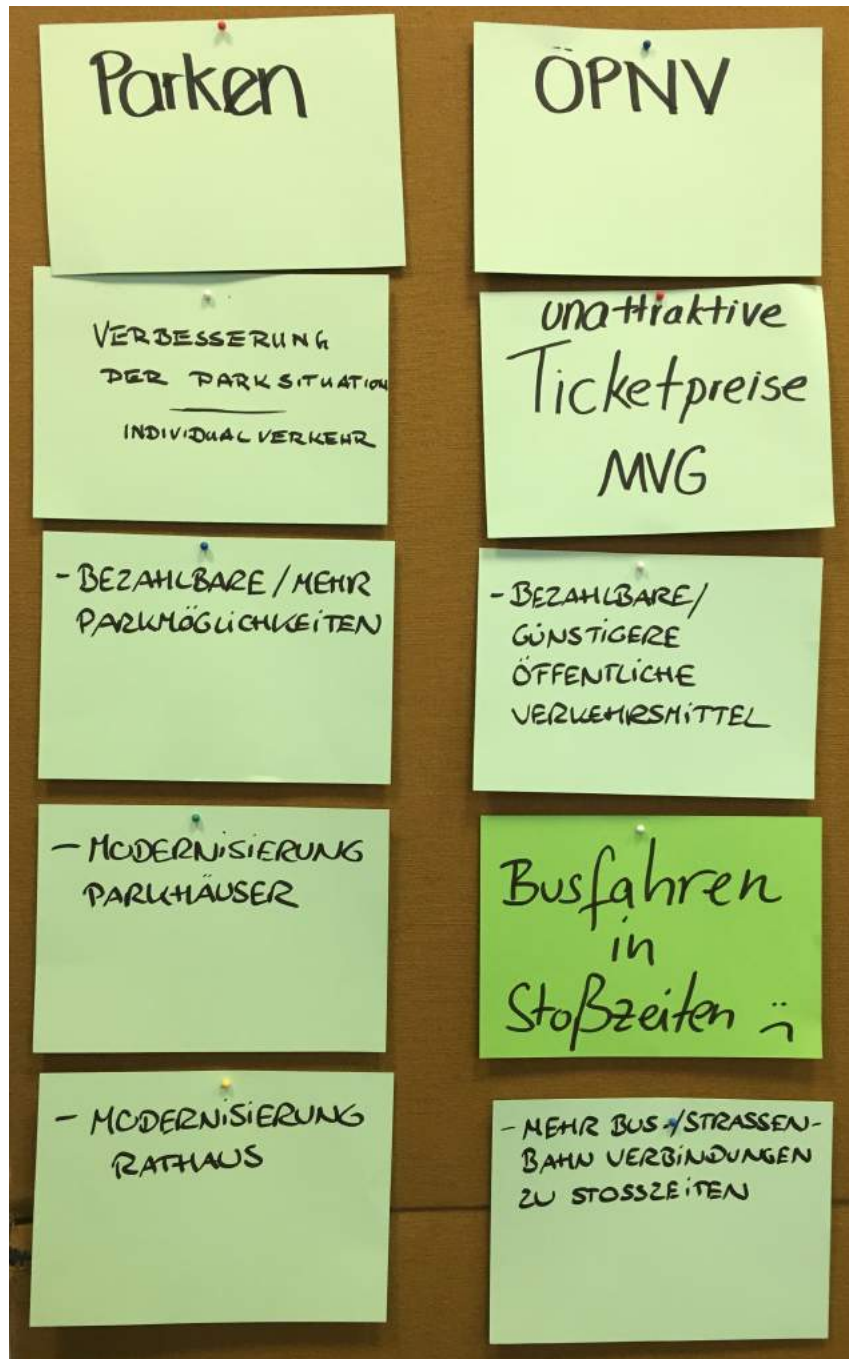 Parken
VERBESSERUNG
DER PARKSITUATION
INDIVIDUALVERKEHR
- BEZAHLBARE / MEHR
PARKMÖGLICHKEITEN
- MODERNISIERUNG
PARKHÄUSER
- MODERNISIERUNG
RATHAUS
ÖPNV
unattraktive
Ticketpreise
MVG
- BEZAHLBARE/
GÜNSTIGERE
ÖFFENTLICHE
VERKEHRSMITTEL
Busfahren
in
Stoßzeiten :(
- MEHR BUS-/STRASSEN-
BAHN VERBINDUNGEN
ZU STOSSZEITEN